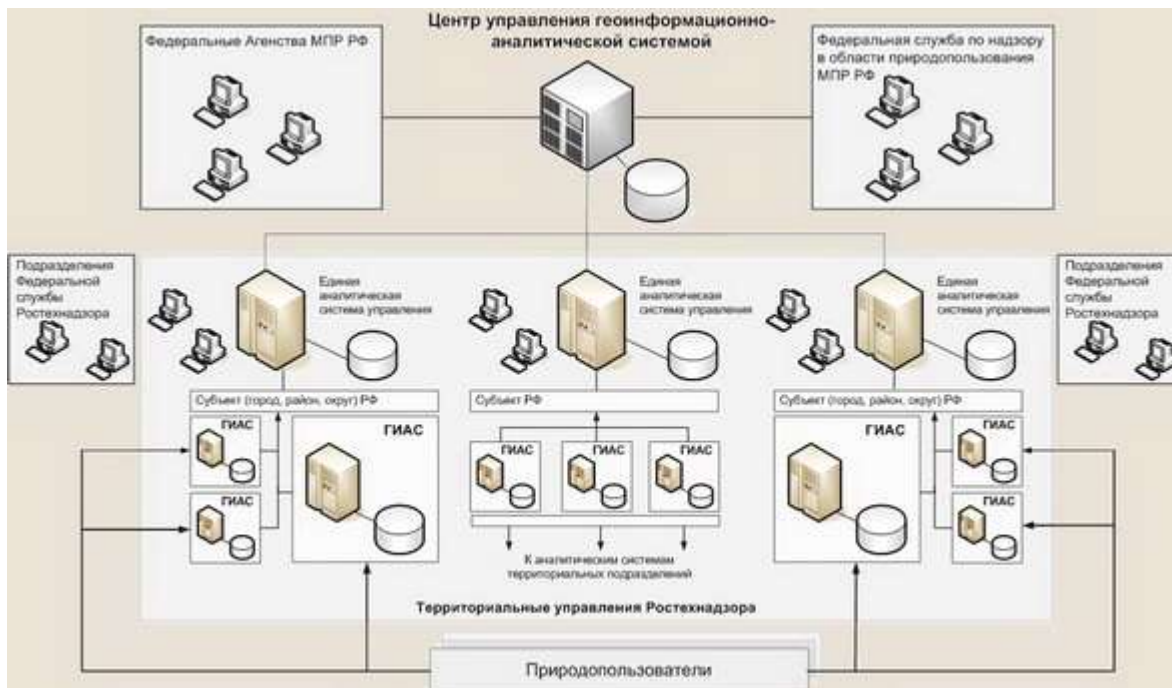 Центр управления геоинформационно-
аналитической системой
Федеральные Агенства МПР РФ
Федеральная служба по надзору
в области природопользования
МПР РФ
Подразделения
Федеральной
службы
Ростехнадзора
Единая
аналитическая
система управления
Единая
аналитическая
система управления
Единая
аналитическая
система управления
Подразделения
Федеральной
службы
Ростехнадзора
Субъект (город, район, округ) РФ
Субъект РФ
Субъект (город, район, округ) РФ
ГИАС
ГИАС
ГИАС
ГИАС
ГИАС
ГИАС
ГИАС
ГИАС
ГИАС
К аналитическим системам
территориальных подразделений
Территориальные управления Ростехнадзора
Природопользователи